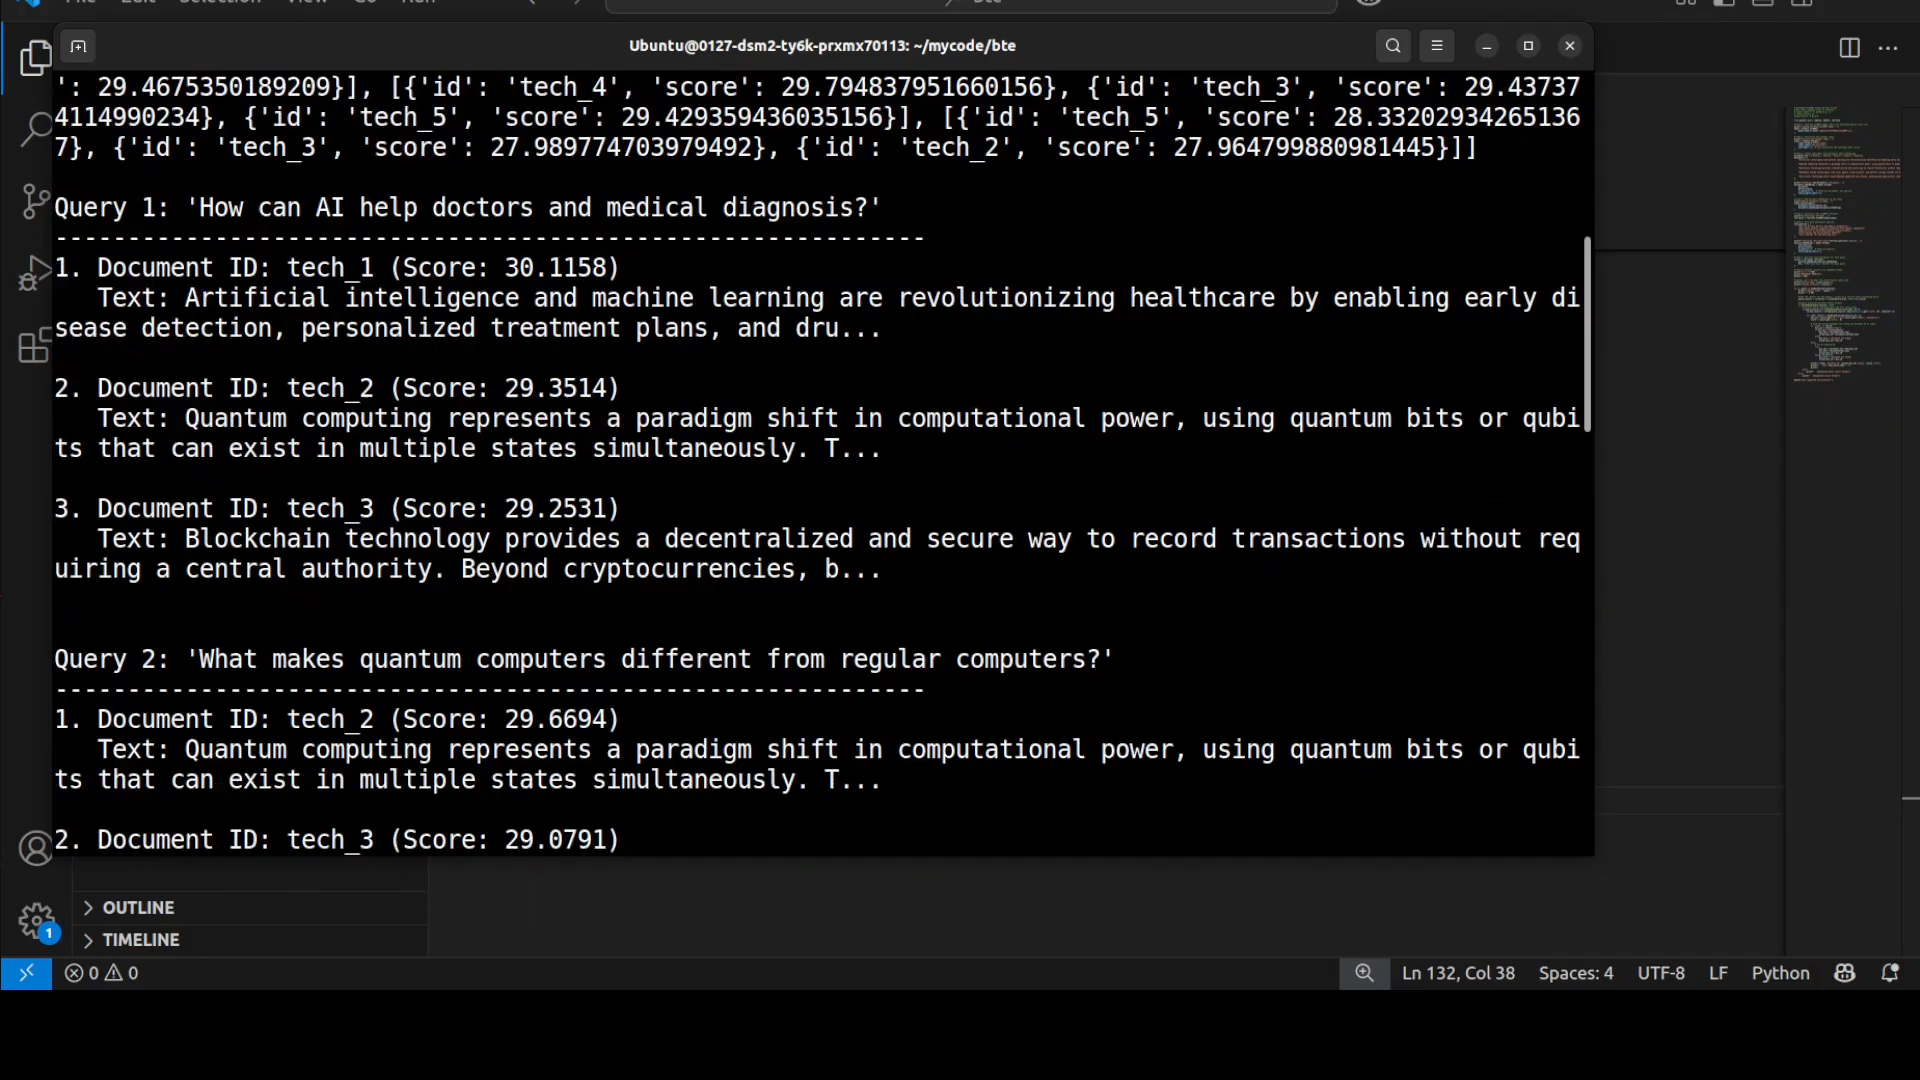 Ubuntu@0127-dsm2-ty6k-prxmx70113: ~/mycode/bte
': 29.4675350189209}], [{'id': 'tech_4', 'score': 29.794837951660156}, {'id': 'tech_3', 'score': 29.43737
4114990234}, {'id': 'tech_5', 'score': 29.429359436035156}], [{'id': 'tech_5', 'score': 28.33202934265136
7}, {'id': 'tech_3', 'score': 27.989774703979492}, {'id': 'tech_2', 'score': 27.964799880981445}]]
Query 1: 'How can AI help doctors and medical diagnosis?'
------------------------------------------------------------
1. Document ID: tech_1 (Score: 30.1158)
Text: Artificial intelligence and machine learning are revolutionizing healthcare by enabling early di
sease detection, personalized treatment plans, and dru...
2. Document ID: tech_2 (Score: 29.3514)
Text: Quantum computing represents a paradigm shift in computational power, using quantum bits or qubi
ts that can exist in multiple states simultaneously. T...
3. Document ID: tech_3 (Score: 29.2531)
Text: Blockchain technology provides a decentralized and secure way to record transactions without req
uiring a central authority. Beyond cryptocurrencies, b...
Query 2: 'What makes quantum computers different from regular computers?'
------------------------------------------------------------
1. Document ID: tech_2 (Score: 29.6694)
Text: Quantum computing represents a paradigm shift in computational power, using quantum bits or qubi
ts that can exist in multiple states simultaneously. T...
2. Document ID: tech_3 (Score: 29.0791)
OUTLINE
1
TIMELINE
0 0 Ln 132, Col 38 Spaces: 4 UTF-8 LF Python